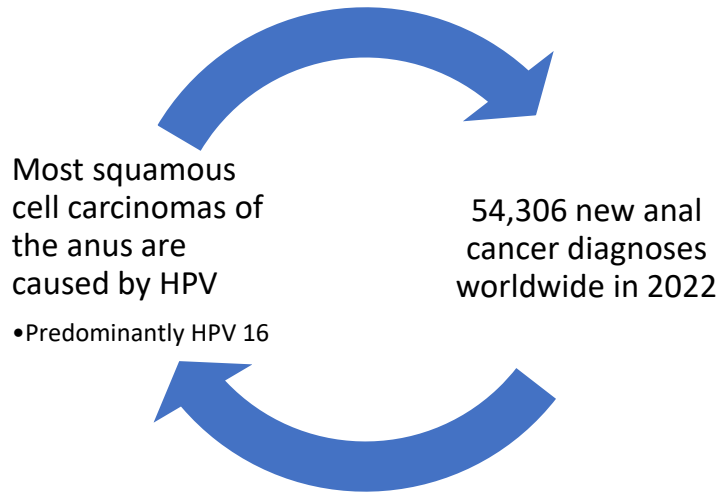 Most squamous
cell carcinomas of
the anus are
caused by HPV
•Predominantly HPV 16
54,306 new anal
cancer diagnoses
worldwide in 2022